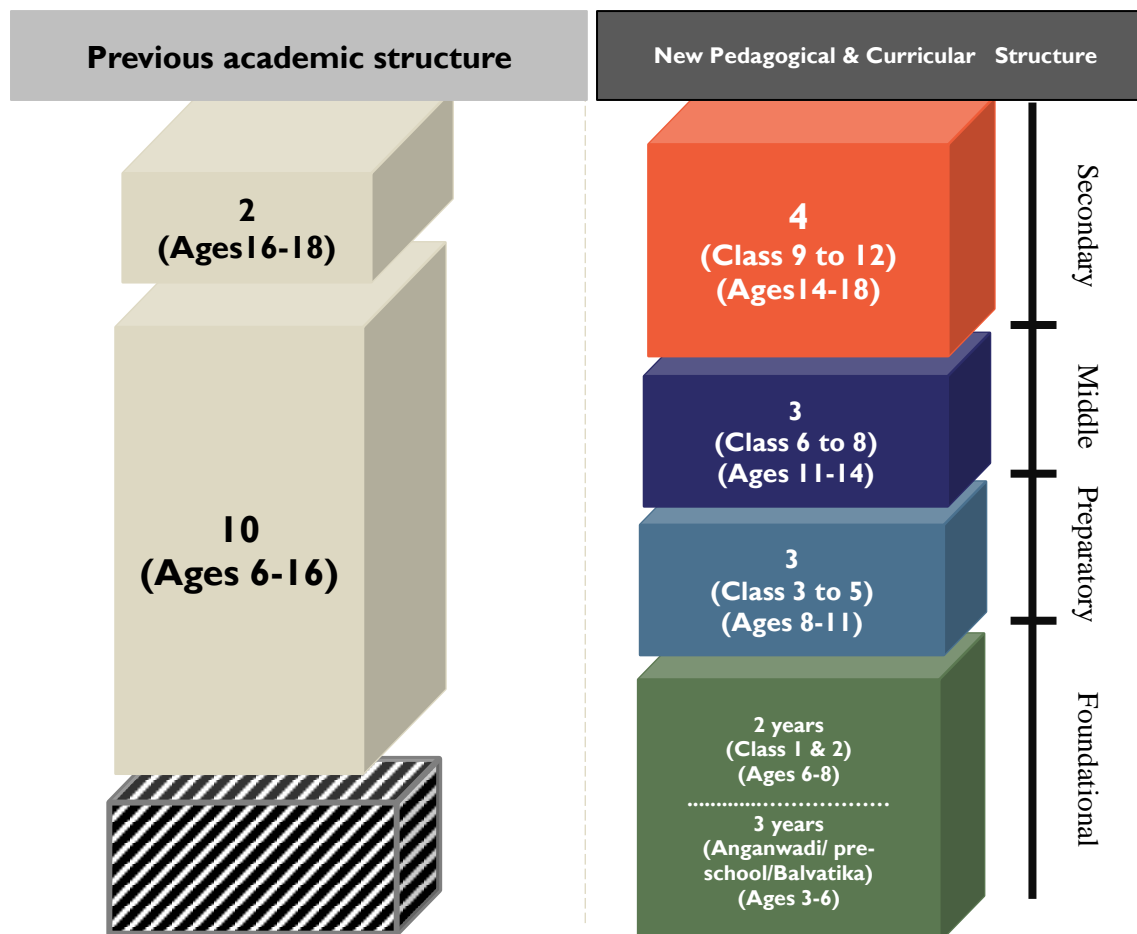 Previous academic structure
New Pedagogical & Curricular Structure
2
(Ages16-18)
10
(Ages 6-16)
4
(Class 9 to 12)
(Ages14-18)
3
(Class 6 to 8)
(Ages 11-14)
3
(Class 3 to 5)
(Ages 8-11)
2 years
(Class 1 & 2)
(Ages 6-8)
................................
3 years
(Anganwadi/ pre-
school/Balvatika)
(Ages 3-6)
Secondary
Middle
Preparatory
Foundational